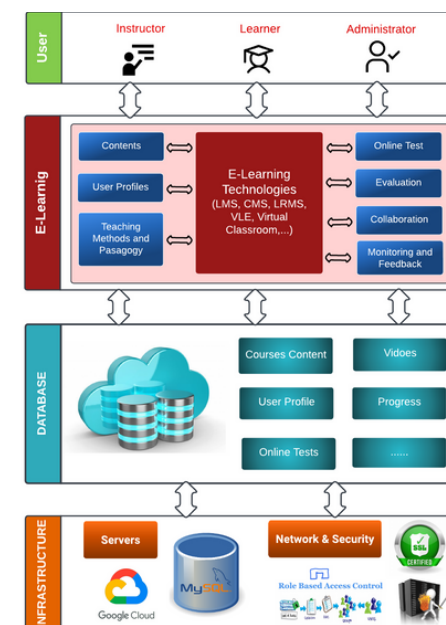 User
Instructor
Learner
Administrator
E-Learnig
Contents
User Profiles
Teaching
Methods and
Pasagogy
E-Learning
Technologies
(LMS, CMS, LRMS,
VLE, Virtual
Classroom,...)
Online Test
Evaluation
Collaboration
Monitoring and
Feedback
DATABASE
Courses Content
Vidoes
User Profile
Progress
Online Tests
......
INFRASTRUCTURE
Servers
Google Cloud
MySQL
Network & Security
Role Based Access Control
SSL
CERTIFIED